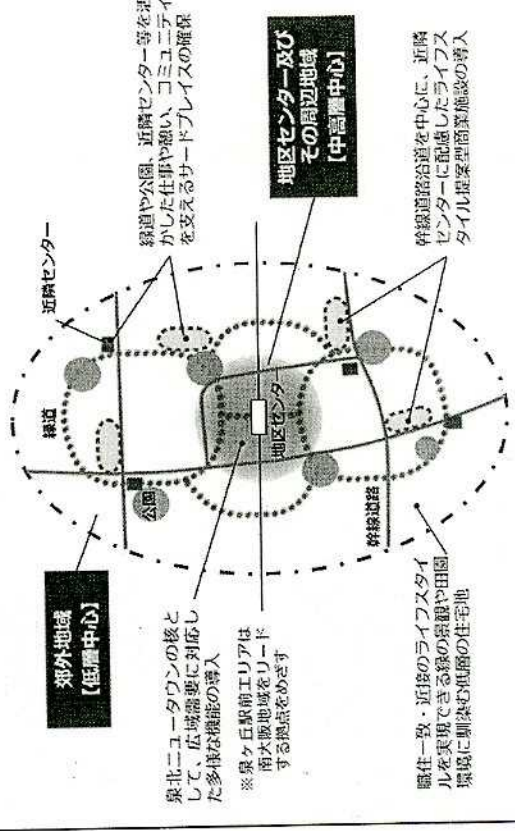 郊外地域
【低層中心】
緑道
近隣センター
緑道や公園、近隣センター等を活
かした仕事や憩い、コミュニティ
を支えるサードプレイスの確保
公園
泉北ニュータウンの核と
して、広域需要に対応し
た多様な機能の導入
※泉ヶ丘駅前エリアは
南大阪地域をリード
する拠点をめざす
地区センター
地区センター及び
その周辺地域
【中高層中心】
幹線道路
職住一致・近接のライフスタイ
ルを実現できる緑の景観や田園
環境に馴染む低層の住宅地
幹線道路沿道を中心に、近隣
センターに配慮したライフス
タイル提案型商業施設の導入